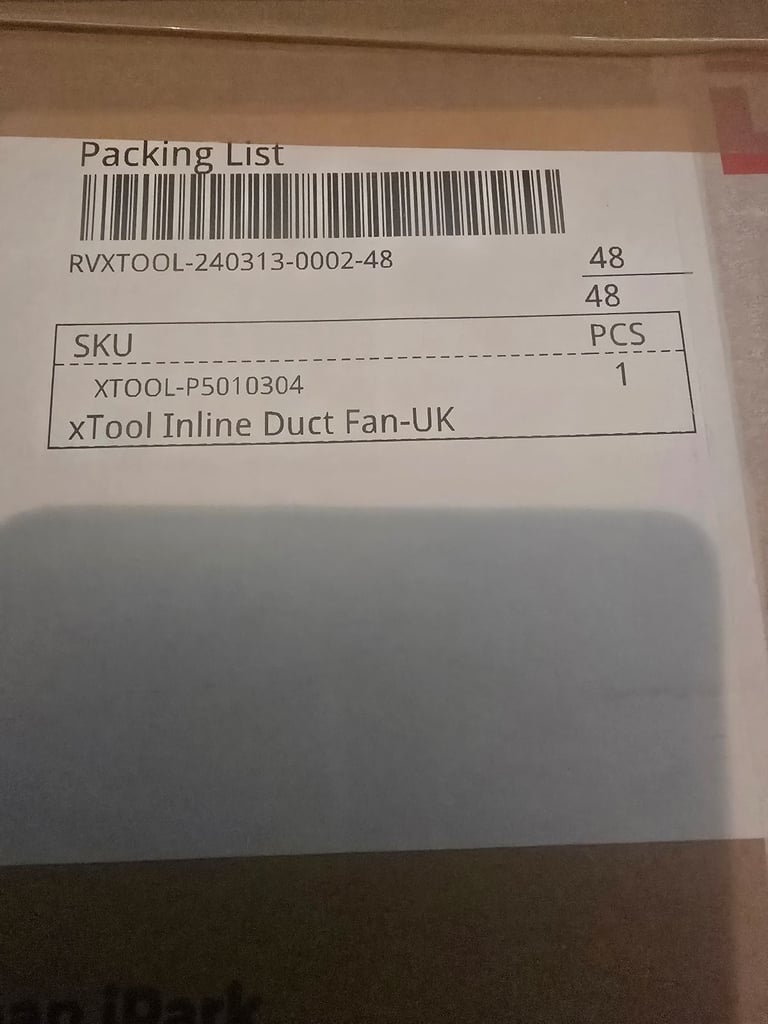 Packing List
RVXTOOL-240313-0002-48
48
48
SKU PCS
XTOOL-P5010304 1
xTool Inline Duct Fan-UK